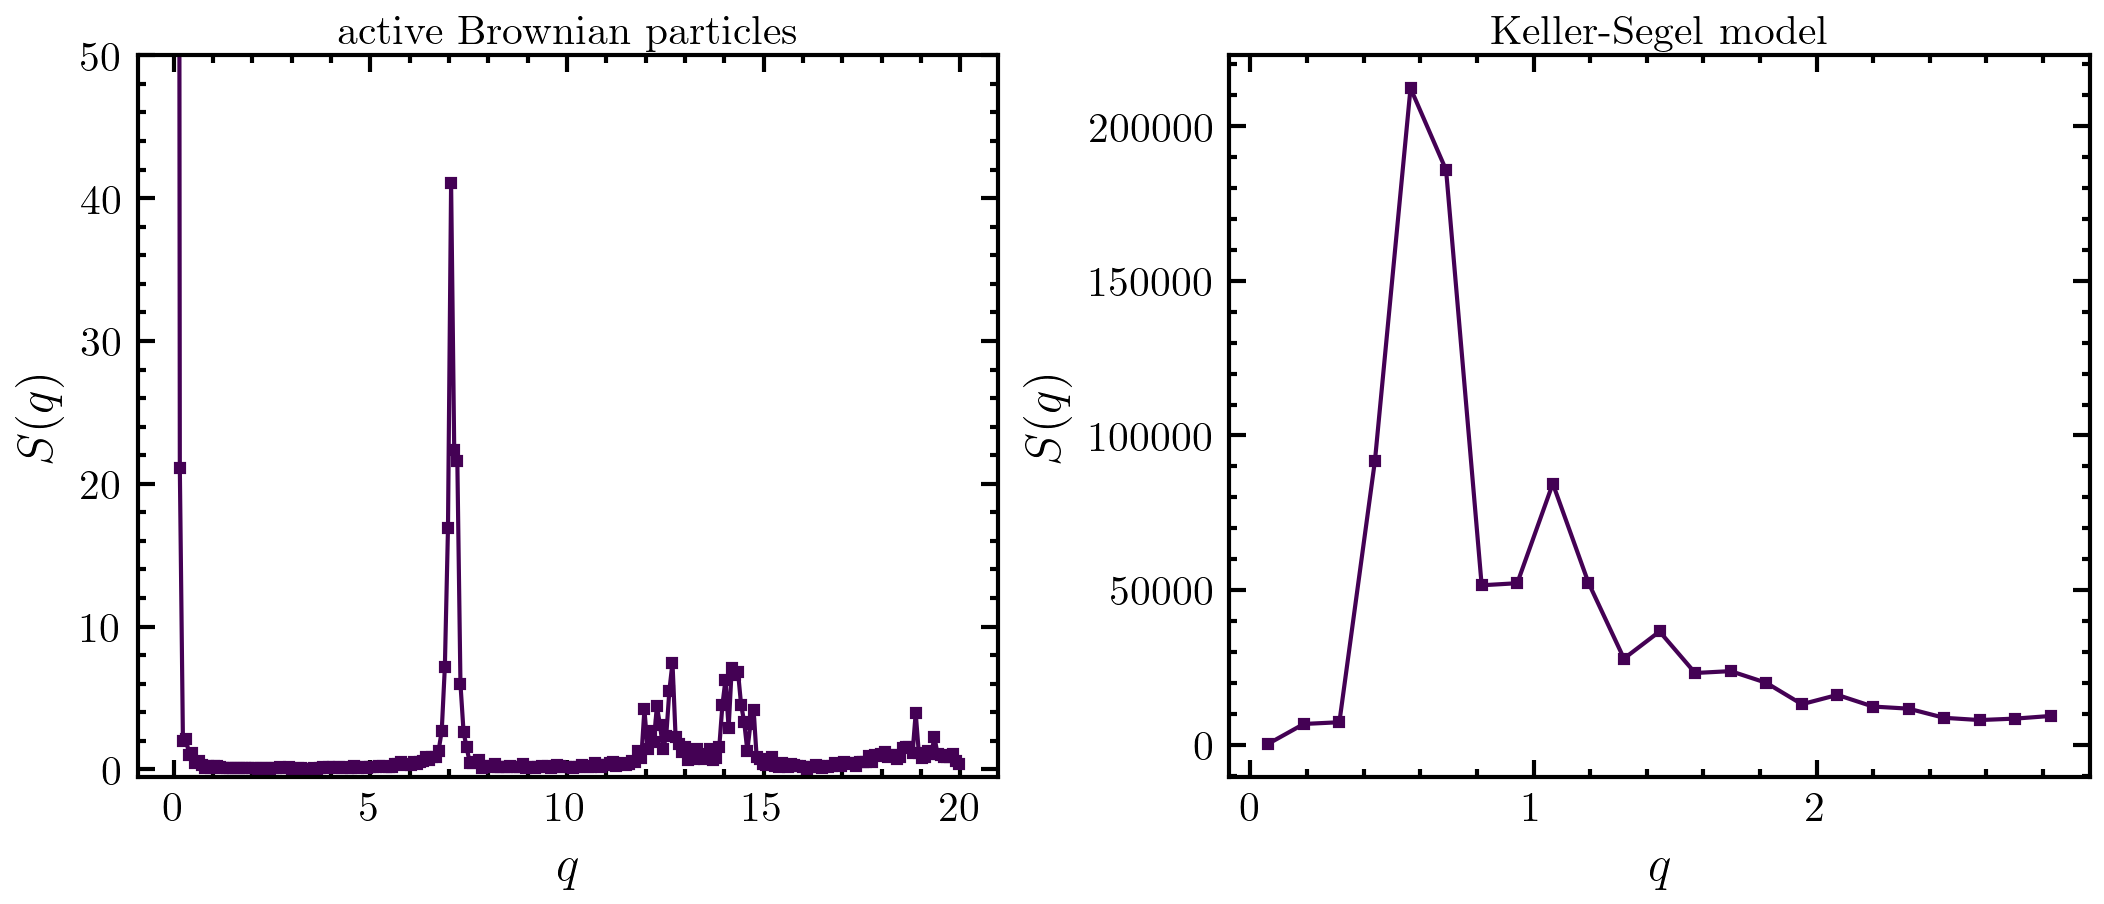 active Brownian particles
50
40
30
20
10
0
S(q)
0 5 10 15 20
q
Keller-Segel model
200000
150000
100000
50000
0
S(q)
0 1 2
q